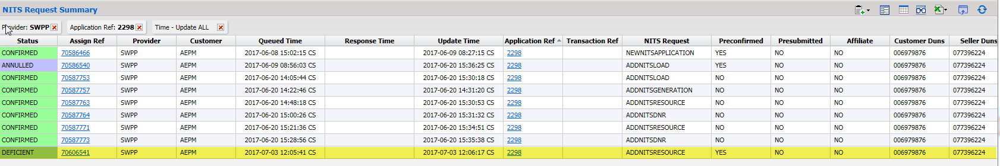 NITS Request Summary
Provider: SWPP Application Ref: 2298 Time - Update ALL
Status Assign Ref Provider Customer Queued Time Response Time Update Time Application Ref Transaction Ref NITS Request Preconfirmed Presubmitted Affiliate Customer Duns Seller Duns
CONFIRMED 70586466 SWPP AEPM 2017-06-08 15:02:15 CS 2017-06-09 08:27:15 CS 2298 NEWNITSAPPLICATION YES NO NO 006979876 077396224
ANNULLED 70586540 SWPP AEPM 2017-06-09 08:56:03 CS 2017-06-20 15:36:25 CS 2298 ADDNITSLOAD YES NO NO 006979876 077396224
CONFIRMED 70587753 SWPP AEPM 2017-06-20 14:05:44 CS 2017-06-20 15:30:18 CS 2298 ADDNITSLOAD NO NO NO 006979876 077396224
CONFIRMED 70587757 SWPP AEPM 2017-06-20 14:22:46 CS 2017-06-20 14:31:20 CS 2298 ADDNITSGENERATION NO NO NO 006979876 077396224
CONFIRMED 70587763 SWPP AEPM 2017-06-20 14:48:18 CS 2017-06-20 15:30:53 CS 2298 ADDNITSRESOURCE NO NO NO 006979876 077396224
CONFIRMED 70587764 SWPP AEPM 2017-06-20 15:00:26 CS 2017-06-20 15:31:32 CS 2298 ADDNITSDNR NO NO NO 006979876 077396224
CONFIRMED 70587771 SWPP AEPM 2017-06-20 15:21:36 CS 2017-06-20 15:34:51 CS 2298 ADDNITSRESOURCE NO NO NO 006979876 077396224
CONFIRMED 70587773 SWPP AEPM 2017-06-20 15:28:56 CS 2017-06-20 15:35:38 CS 2298 ADDNITSDNR NO NO NO 006979876 077396224
DEFICIENT 70606541 SWPP AEPM 2017-07-03 12:05:41 CS 2017-07-03 12:06:17 CS 2298 ADDNITSRESOURCE YES NO NO 006979876 077396224